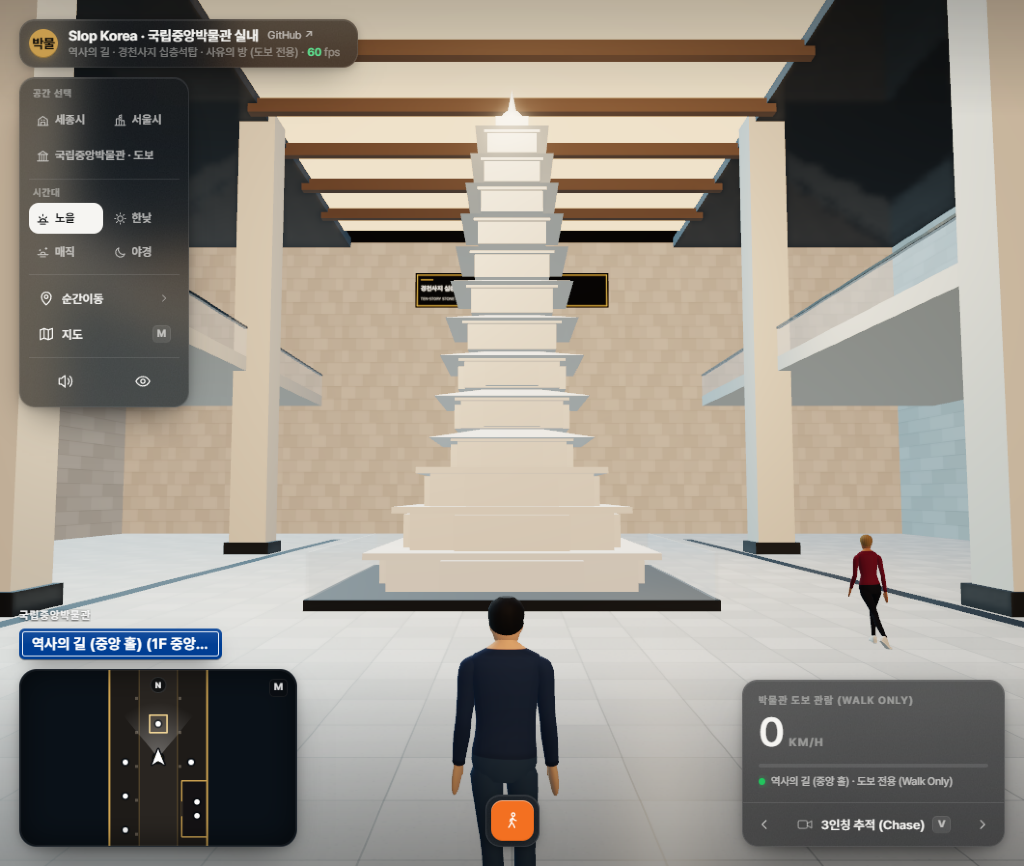 박물
Slop Korea · 국립중앙박물관 실내 GitHub ↗
역사의 길 · 경천사지 십층석탑 · 사유의 방 (도보 전용) · 60 fps
공간 선택
세종시 서울시
국립중앙박물관 · 도보
시간대
노을 한낮
매직 야경
순간이동
지도 M
경천사지 십층
국립중앙박물관
역사의 길 (중앙 홀) (1F 중앙...
N
M
박물관 도보 관람 (WALK ONLY)
0 KM/H
역사의 길 (중앙 홀) · 도보 전용 (Walk Only)
3인칭 추적 (Chase) V